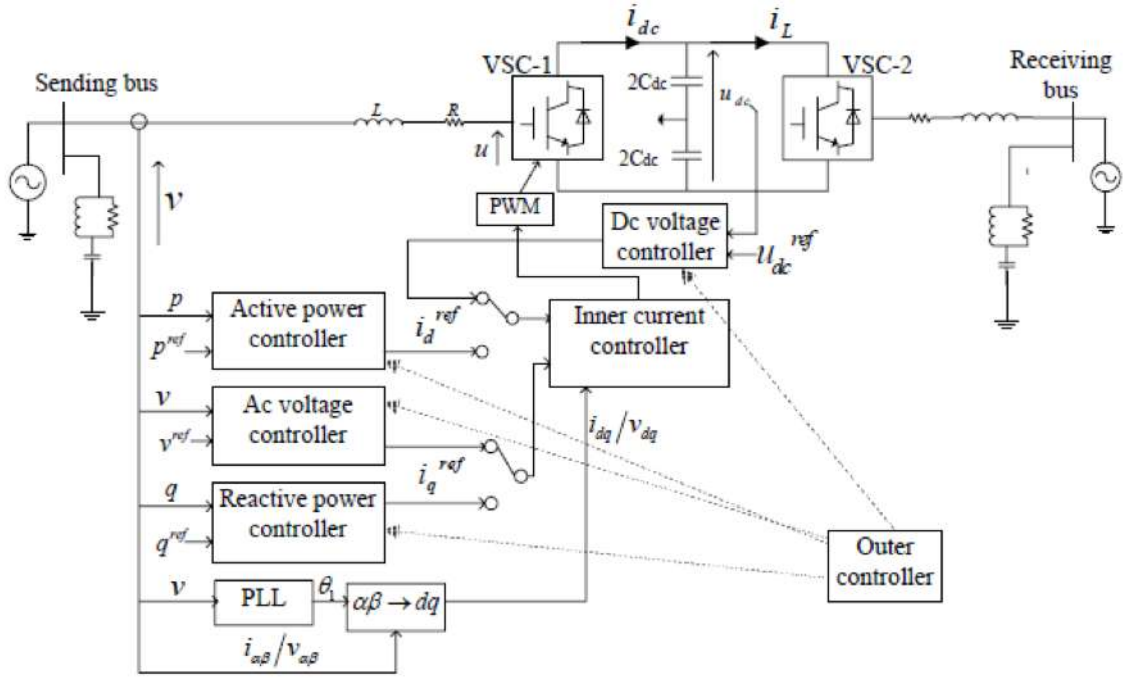 i_dc
i_L
Sending bus
VSC-1
2Cdc
u_dc
VSC-2
Receiving
bus
L
R
u
2Cdc
v
PWM
Dc voltage
controller
U_dc^ref
p
Active power
controller
p^ref
i_d^ref
Inner current
controller
v
Ac voltage
controller
v^ref
i_dq/v_dq
i_q^ref
q
Reactive power
controller
q^ref
Outer
controller
v
PLL
θ₁
αβ → dq
i_αβ/v_αβ